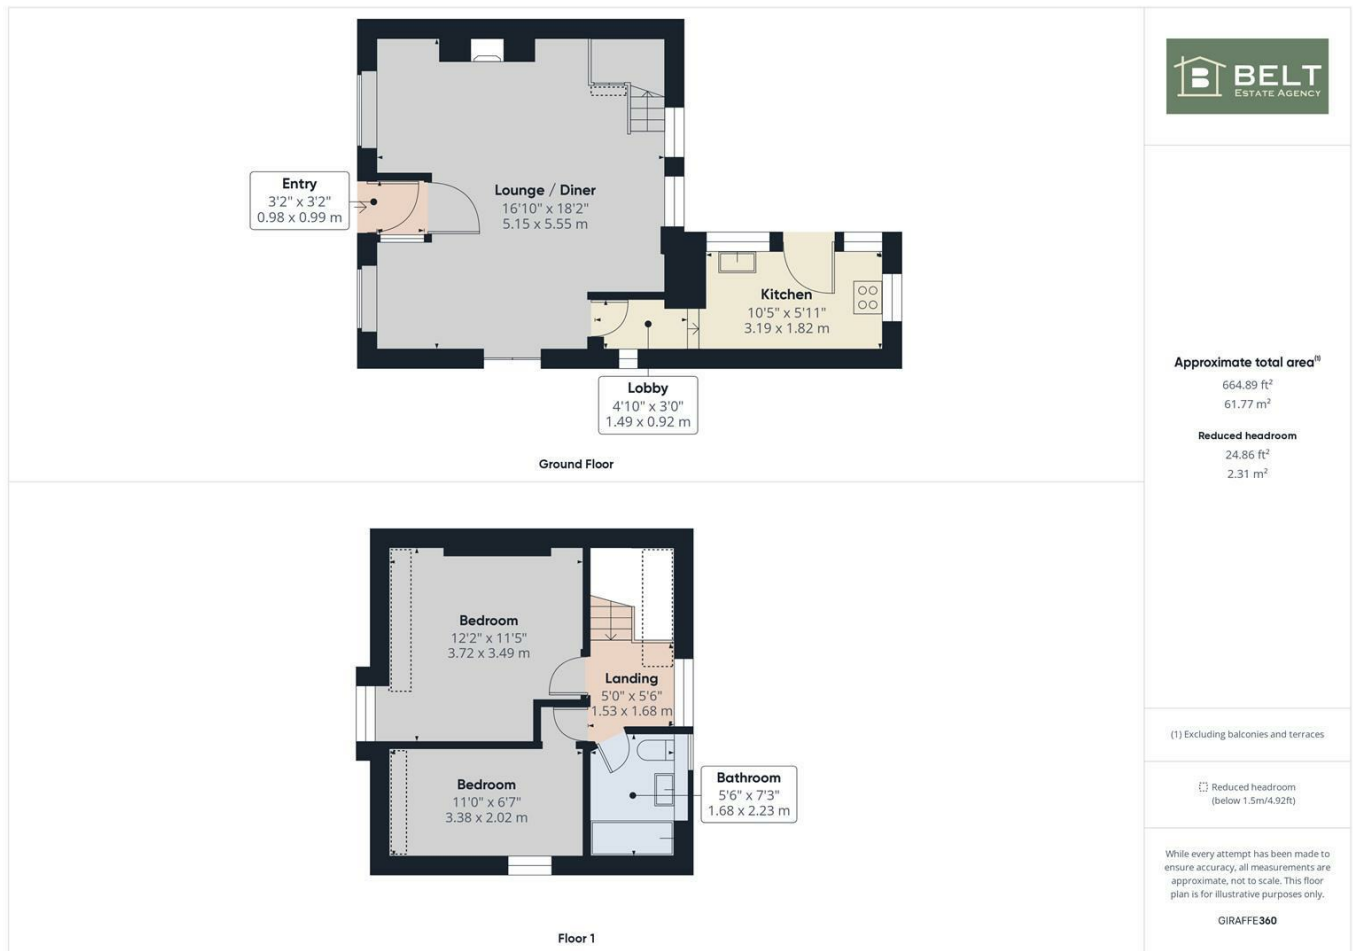 Entry
3'2" x 3'2"
0.98 x 0.99 m
Lounge / Diner
16'10" x 18'2"
5.15 x 5.55 m
Kitchen
10'5" x 5'11"
3.19 x 1.82 m
Lobby
4'10" x 3'0"
1.49 x 0.92 m
Ground Floor
Bedroom
12'2" x 11'5"
3.72 x 3.49 m
Landing
5'0" x 5'6"
1.53 x 1.68 m
Bedroom
11'0" x 6'7"
3.38 x 2.02 m
Bathroom
5'6" x 7'3"
1.68 x 2.23 m
Floor 1
B BELT
ESTATE AGENCY
Approximate total area(1)
664.89 ft²
61.77 m²
Reduced headroom
24.86 ft²
2.31 m²
(1) Excluding balconies and terraces
Reduced headroom
(below 1.5m/4.92ft)
While every attempt has been made to
ensure accuracy, all measurements are
approximate, not to scale. This floor
plan is for illustrative purposes only.
GIRAFFE360